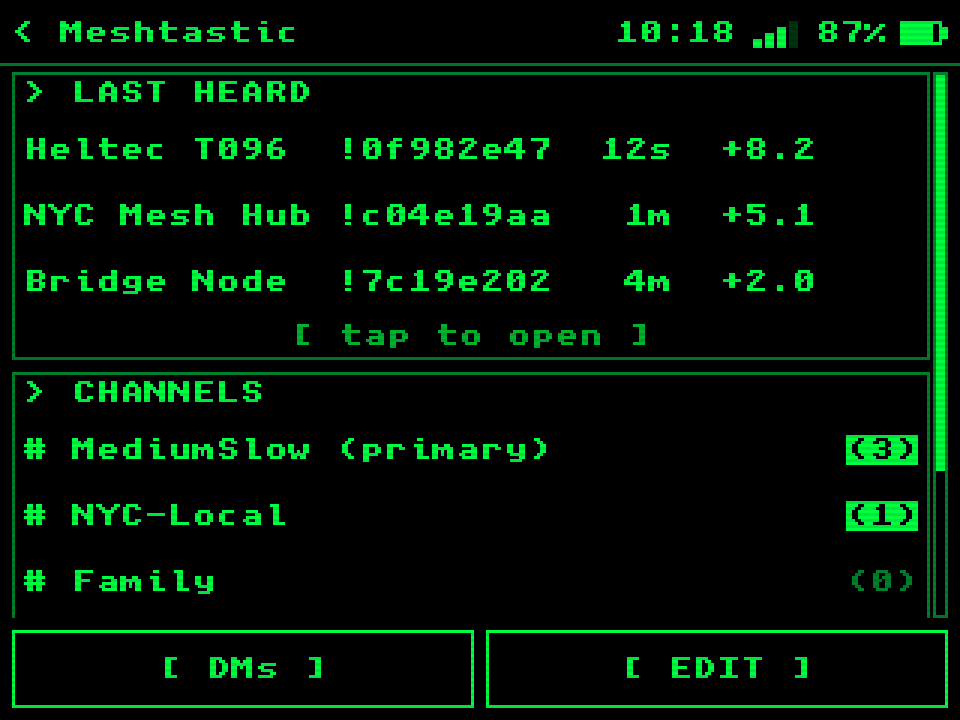 < Meshtastic 10:18 87%
> LAST HEARD
Heltec T096 !0f982e47 12s +8.2
NYC Mesh Hub !c04e19aa 1m +5.1
Bridge Node !7c19e202 4m +2.0
[ tap to open ]
> CHANNELS
# MediumSlow (primary) (3)
# NYC-Local (1)
# Family (0)
[ DMs ] [ EDIT ]